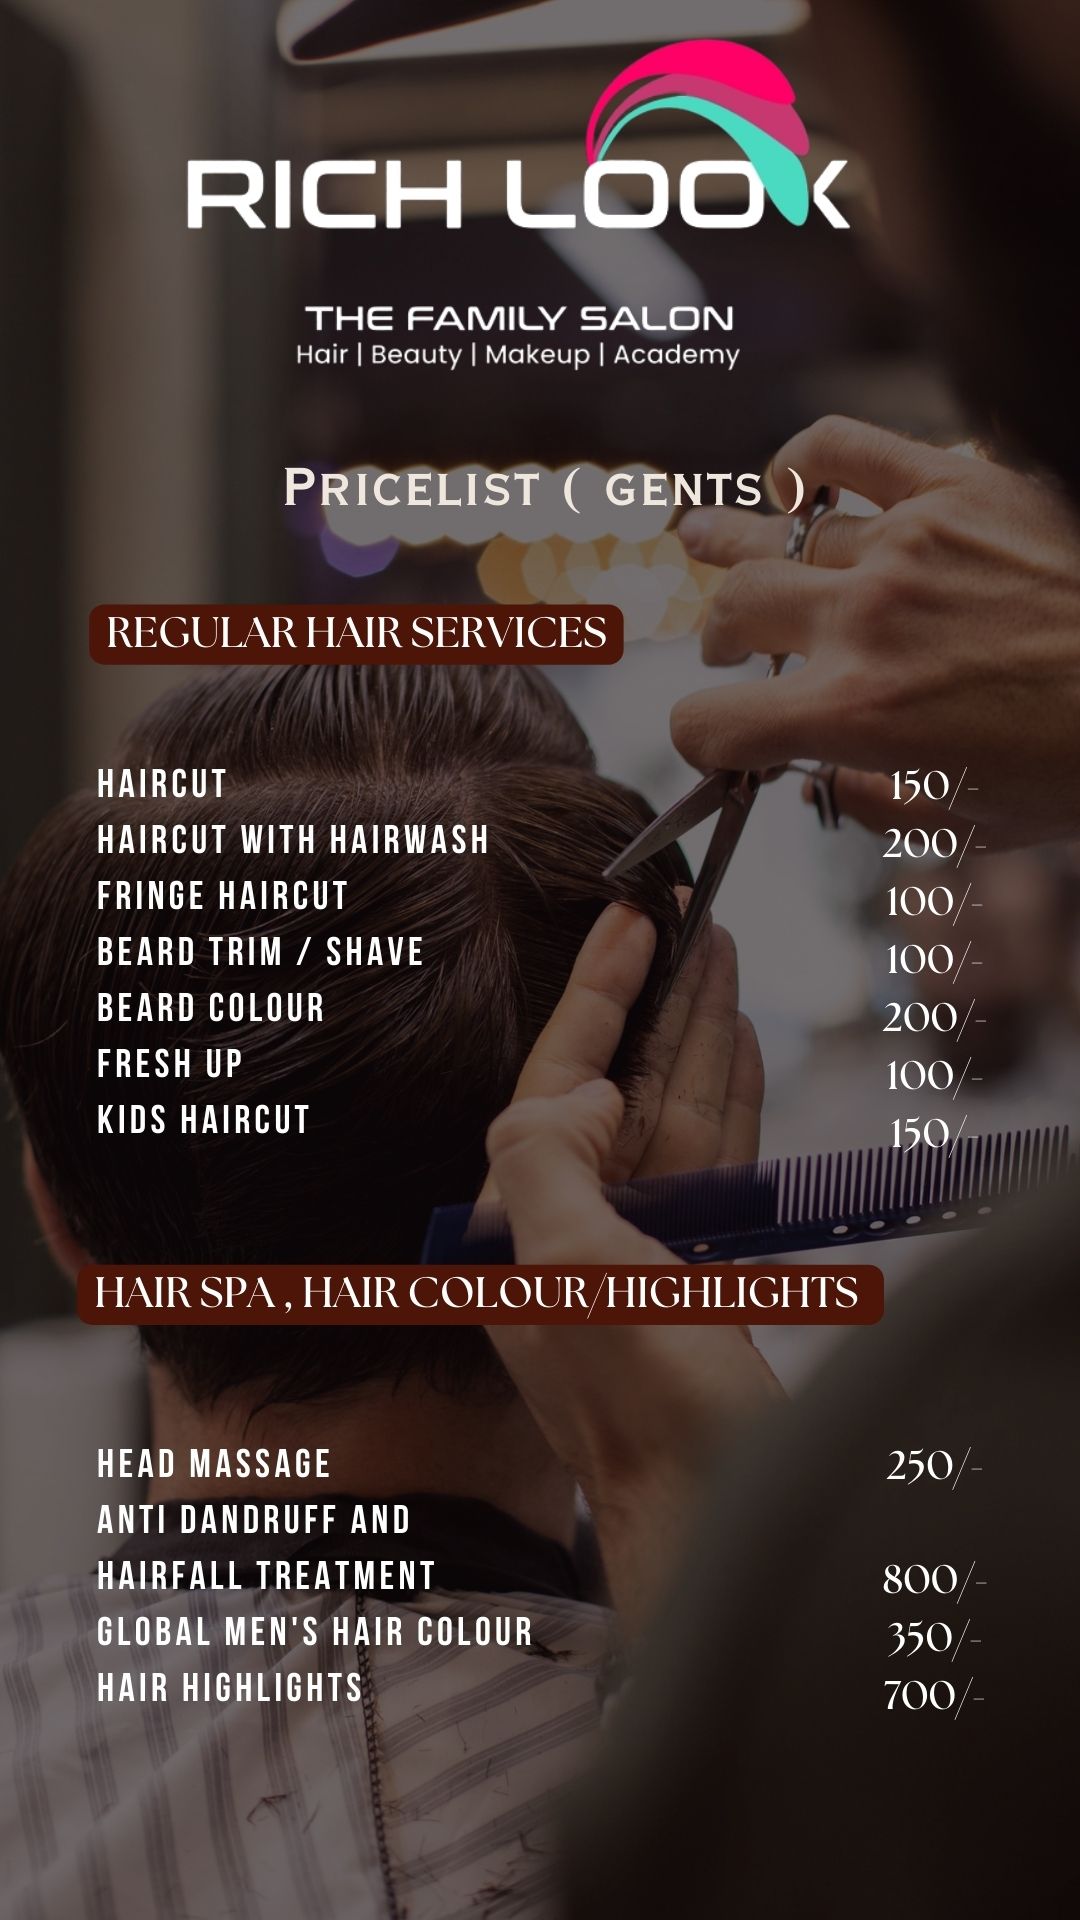 RICH LOOK
THE FAMILY SALON
Hair | Beauty | Makeup | Academy
PRICELIST ( GENTS )
REGULAR HAIR SERVICES
HAIRCUT 150/-
HAIRCUT WITH HAIRWASH 200/-
FRINGE HAIRCUT 100/-
BEARD TRIM / SHAVE 100/-
BEARD COLOUR 200/-
FRESH UP 100/-
KIDS HAIRCUT 150/-
HAIR SPA , HAIR COLOUR/HIGHLIGHTS
HEAD MASSAGE 250/-
ANTI DANDRUFF AND
HAIRFALL TREATMENT 800/-
GLOBAL MEN'S HAIR COLOUR 350/-
HAIR HIGHLIGHTS 700/-